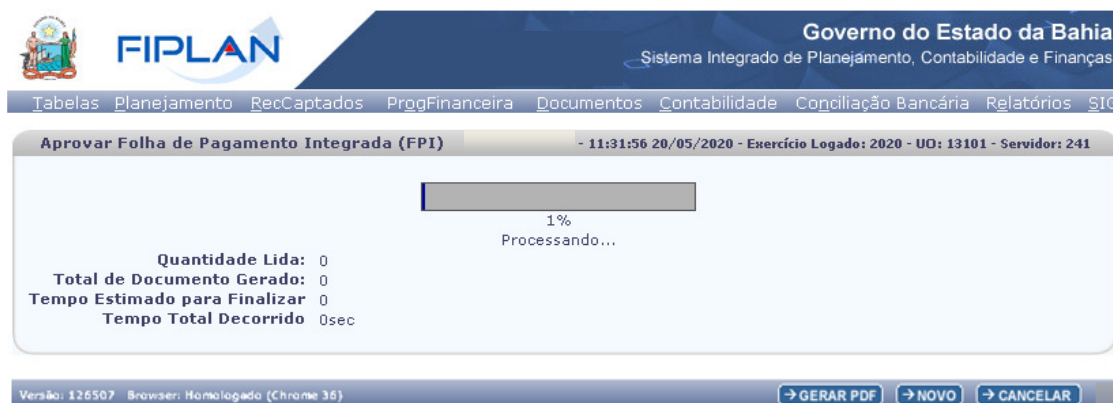 FIPLAN
Governo do Estado da Bahia
Sistema Integrado de Planejamento, Contabilidade e Finanças
Tabelas Planejamento RecCaptados ProgFinanceira Documentos Contabilidade Conciliação Bancária Relatórios SIC
Aprovar Folha de Pagamento Integrada (FPI) - 11:31:56 20/05/2020 - Exercício Logado: 2020 - UO: 13101 - Servidor: 241
1%
Processando...
Quantidade Lida: 0
Total de Documento Gerado: 0
Tempo Estimado para Finalizar 0
Tempo Total Decorrido 0sec
Versão: 126507 Browser: Homologado (Chrome 36) GERAR PDF NOVO CANCELAR